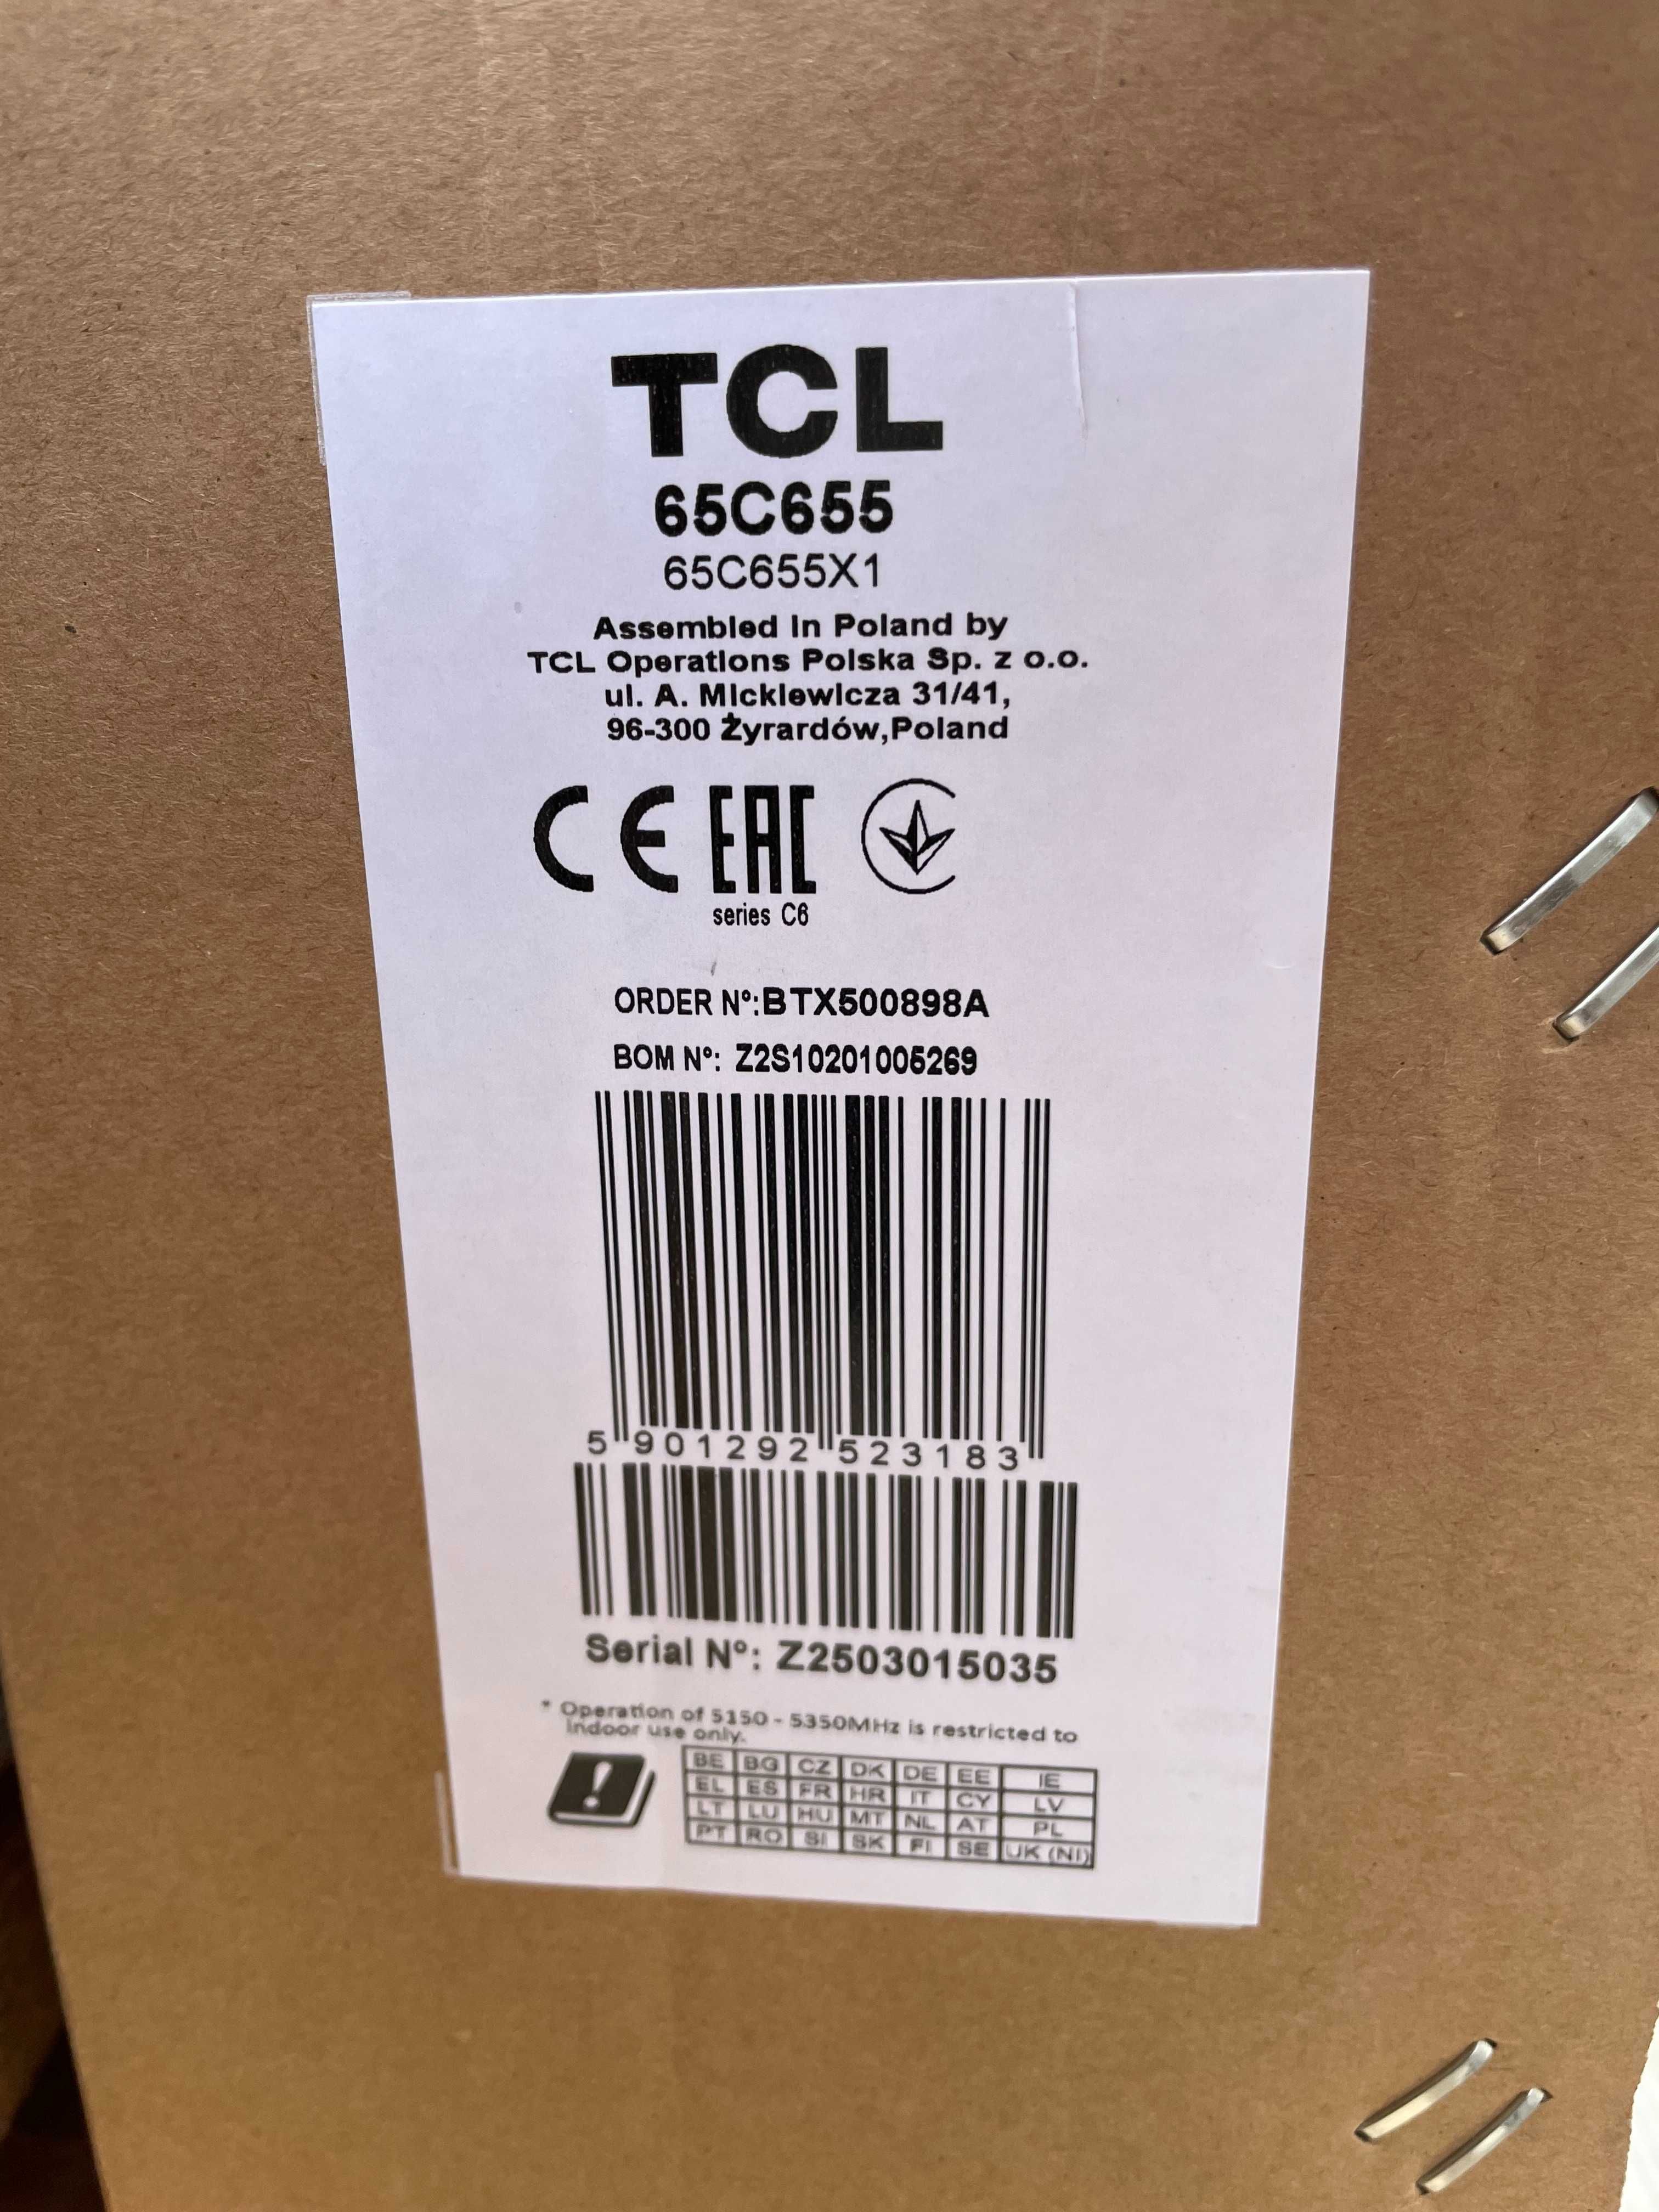 TCL
65C655
65C655X1
Assembled in Poland by
TCL Operations Polska Sp. z o.o.
ul. A. Mickiewicza 31/41,
96-300 Żyrardów,Poland
CE EAC
series C6
ORDER Nº:BTX500898A
BOM Nº: Z2S10201005269
5 901292 523183
Serial Nº: Z2503015035
* Operation of 5150 - 5350MHz is restricted to
indoor use only.
BE BG CZ DK DE EE IE
EL ES FR HR IT CY LV
LT LU HU MT NL AT PL
PT RO SI SK FI SE UK (NI)